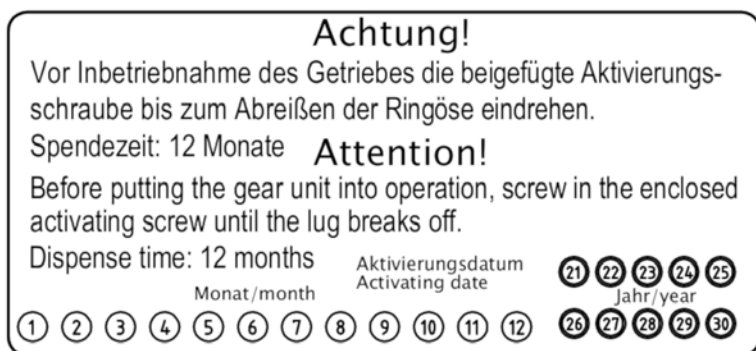 Achtung!
Vor Inbetriebnahme des Getriebes die beigefügte Aktivierungs-
schraube bis zum Abreißen der Ringöse eindrehen.
Spendezeit: 12 Monate Attention!
Before putting the gear unit into operation, screw in the enclosed
activating screw until the lug breaks off.
Dispense time: 12 months
Aktivierungsdatum
Activating date
21 22 23 24 25
Monat/month
Jahr/year
1 2 3 4 5 6 7 8 9 10 11 12
26 27 28 29 30